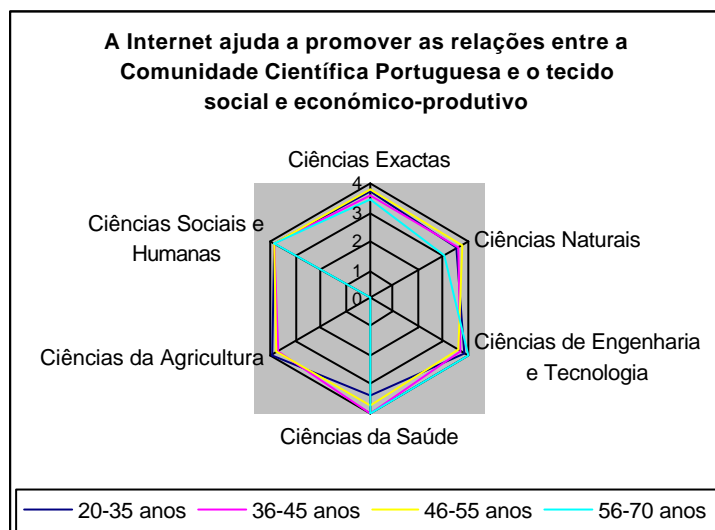 A Internet ajuda a promover as relações entre a
Comunidade Científica Portuguesa e o tecido
social e económico-produtivo
Ciências Exactas
4
3
2
1
0
Ciências Sociais e
Humanas
Ciências Naturais
Ciências da Agricultura
Ciências de Engenharia
e Tecnologia
Ciências da Saúde
20-35 anos 36-45 anos 46-55 anos 56-70 anos